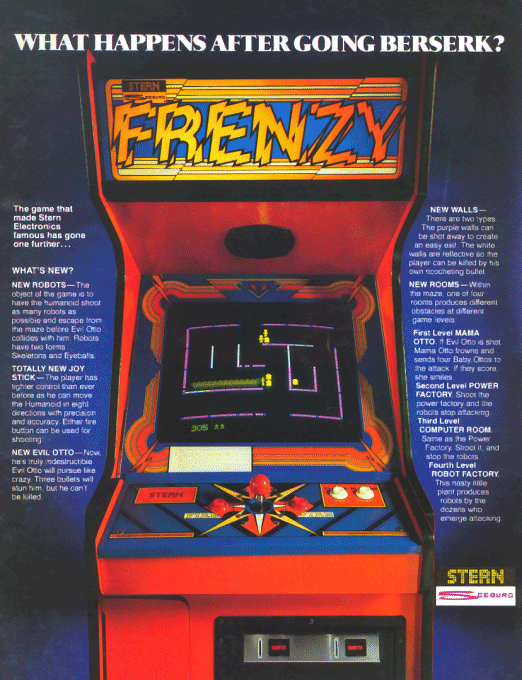 WHAT HAPPENS AFTER GOING BERSERK?
STERN
SEEBURG
FRENZY
The game that
made Stern
Electronics
famous has gone
one further...
WHAT'S NEW?
NEW ROBOTS—The
object of the game is to
have the humanoid shoot
as many robots as
possible and escape from
the maze before Evil Otto
collides with him. Robots
have two forms
Skeletons and Eyeballs.
TOTALLY NEW JOY
STICK—The player has
tighter control than ever
before as he can move
the Humanoid in eight
directions with precision
and accuracy. Either fire
button can be used for
shooting.
NEW EVIL OTTO—Now,
he's truly indestructible.
Evil Otto will pursue like
crazy. Three bullets will
stun him, but he can't
be killed.
NEW WALLS—
There are two types.
The purple walls can
be shot away to create
an easy exit. The white
walls are reflective so the
player can be killed by his
own ricocheting bullet.
NEW ROOMS—Within
the maze, one of four
rooms produces different
obstacles at different
game levels.
First Level MAMA
OTTO. If Evil Otto is shot
Mama Otto frowns and
sends four Baby Ottos to
the attack. If they score,
she smiles.
Second Level POWER
FACTORY. Shoot the
power factory and the
robots stop attacking.
Third Level
COMPUTER ROOM.
Same as the Power
Factory. Shoot it, and
stop the robots.
Fourth Level
ROBOT FACTORY.
This nasty little
plant produces
robots by the
dozens who
emerge attacking.
305
STERN
STERN
SEEBURG